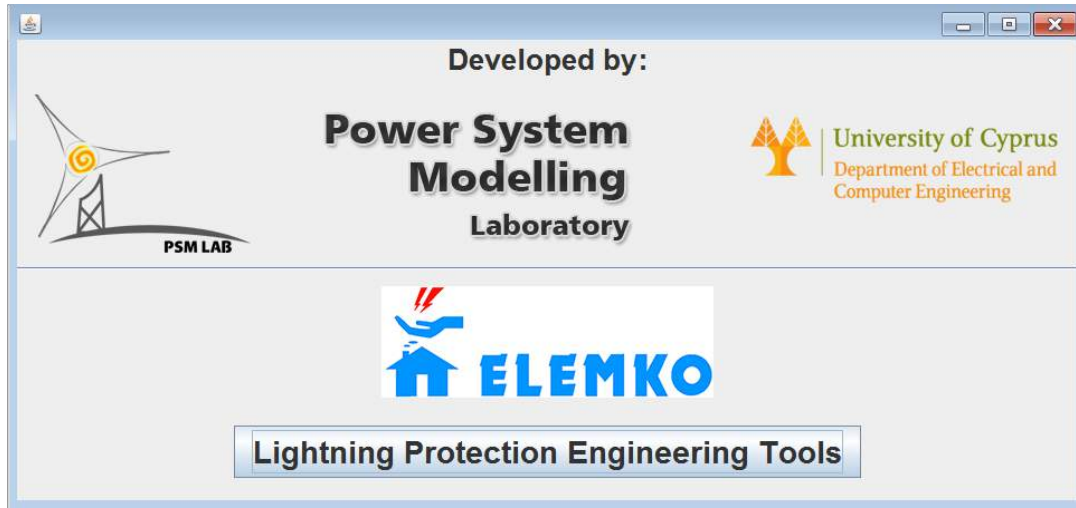 Developed by:
PSM LAB
Power System
Modelling
Laboratory
University of Cyprus
Department of Electrical and
Computer Engineering
ELEMKO
Lightning Protection Engineering Tools